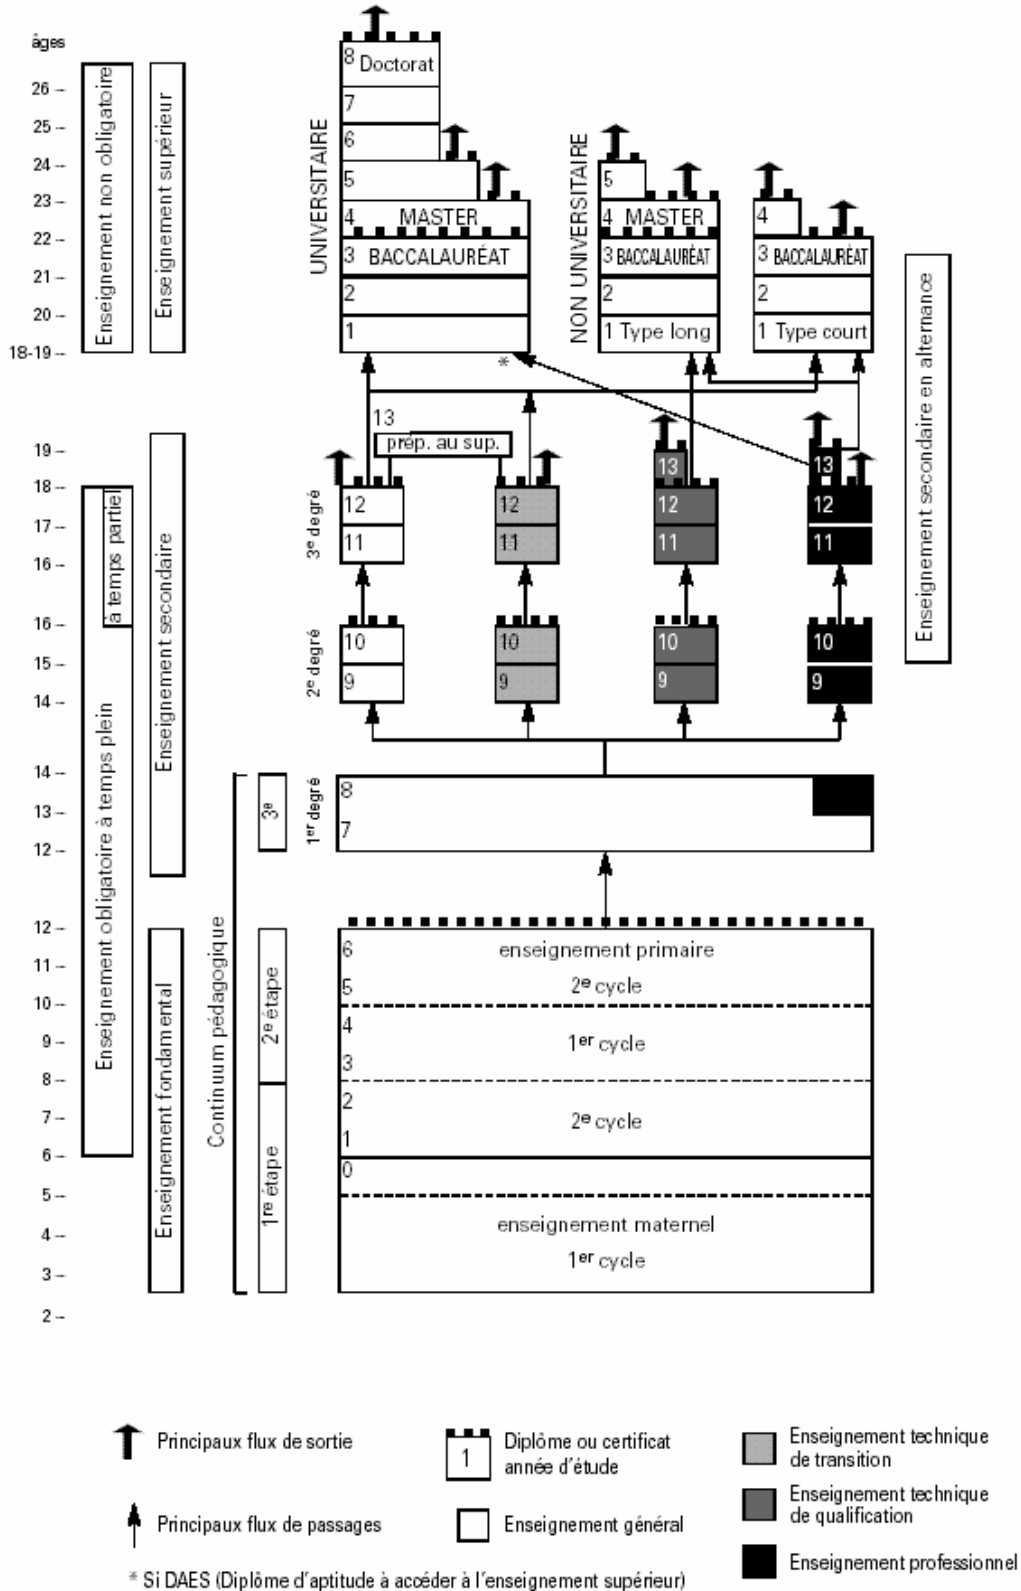 âges
26
25
24
23
22
21
20
18-19
19
18
17
16
16
15
14
14
13
12
12
11
10
9
8
7
6
5
4
3
2
Enseignement non obligatoire
Enseignement supérieur
à temps partiel
Enseignement obligatoire à temps plein
Enseignement secondaire
Enseignement fondamental
Continuum pédagogique
3e
2e étape
1re étape
UNIVERSITAIRE
8 Doctorat
7
6
5
4 MASTER
3 BACCALAURÉAT
2
1
*
NON UNIVERSITAIRE
5
4 MASTER
3 BACCALAURÉAT
2
1 Type long
4
3 BACCALAURÉAT
2
1 Type court
Enseignement secondaire en alternance
3e degré
13
prép. au sup.
12
11
12
11
13
12
11
13
12
11
2e degré
10
9
10
9
10
9
10
9
1er degré
8
7
6
enseignement primaire
5
2e cycle
4
1er cycle
3
2
2e cycle
1
0
enseignement maternel
1er cycle
Principaux flux de sortie
Principaux flux de passages
1
Diplôme ou certificat
année d'étude
Enseignement général
Enseignement technique
de transition
Enseignement technique
de qualification
Enseignement professionnel
* Si DAES (Diplôme d'aptitude à accéder à l'enseignement supérieur)